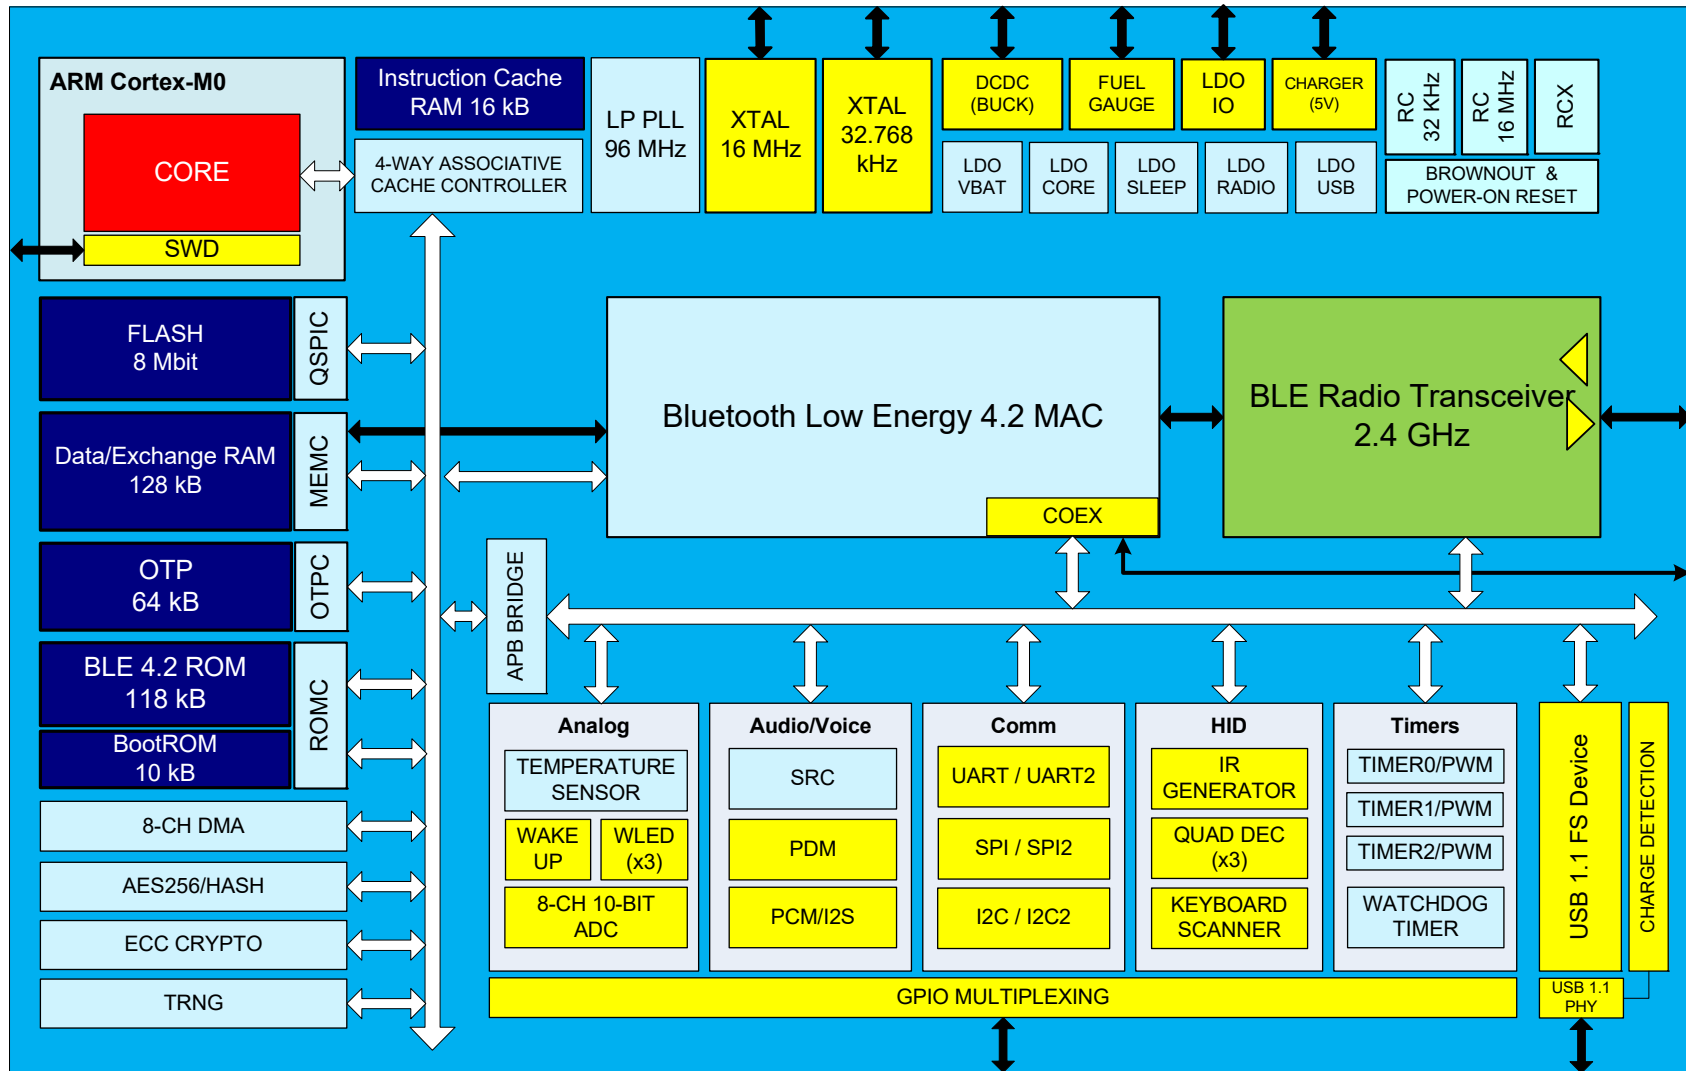 ARM Cortex-M0
CORE
SWD
Instruction Cache
RAM 16 kB
4-WAY ASSOCIATIVE
CACHE CONTROLLER
LP PLL
96 MHz
XTAL
16 MHz
XTAL
32.768
kHz
DCDC
(BUCK)
FUEL
GAUGE
LDO
IO
CHARGER
(5V)
LDO
VBAT
LDO
CORE
LDO
SLEEP
LDO
RADIO
LDO
USB
RC
32 KHz
RC
16 MHz
RCX
BROWNOUT &
POWER-ON RESET
FLASH
8 Mbit
QSPIC
Data/Exchange RAM
128 kB
MEMC
OTP
64 kB
OTPC
BLE 4.2 ROM
118 kB
BootROM
10 kB
ROMC
8-CH DMA
AES256/HASH
ECC CRYPTO
TRNG
Bluetooth Low Energy 4.2 MAC
COEX
BLE Radio Transceiver
2.4 GHz
APB BRIDGE
Analog
TEMPERATURE
SENSOR
WAKE
UP
WLED
(x3)
8-CH 10-BIT
ADC
Audio/Voice
SRC
PDM
PCM/I2S
Comm
UART / UART2
SPI / SPI2
I2C / I2C2
HID
IR
GENERATOR
QUAD DEC
(x3)
KEYBOARD
SCANNER
Timers
TIMER0/PWM
TIMER1/PWM
TIMER2/PWM
WATCHDOG
TIMER
USB 1.1 FS Device
CHARGE DETECTION
USB 1.1
PHY
GPIO MULTIPLEXING